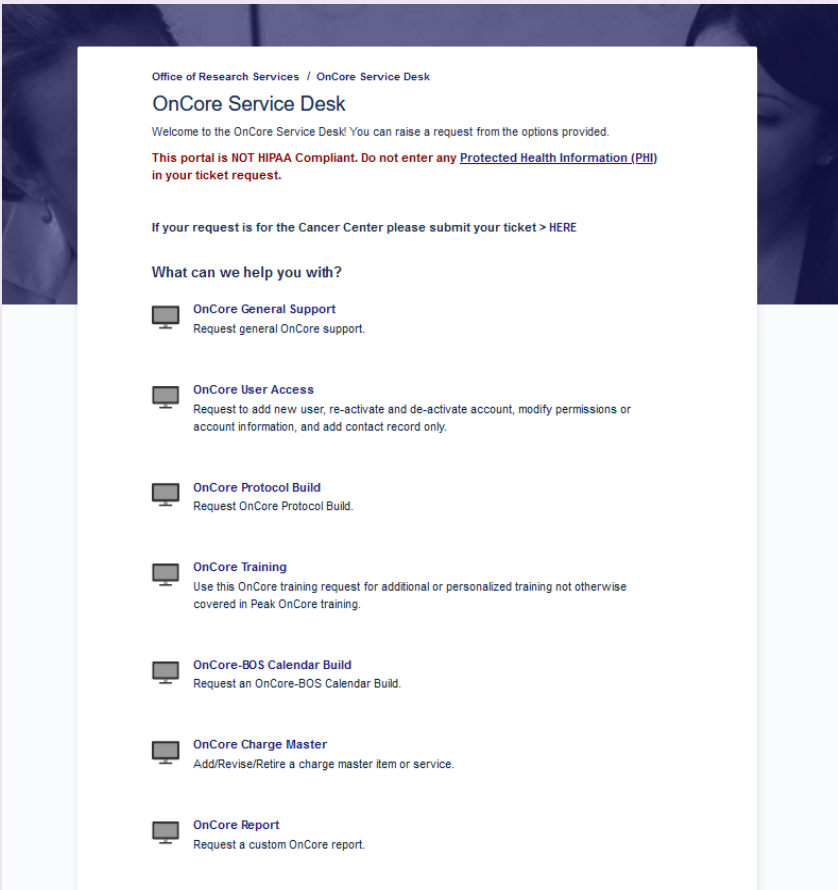 Office of Research Services / OnCore Service Desk
OnCore Service Desk
Welcome to the OnCore Service Desk! You can raise a request from the options provided.
This portal is NOT HIPAA Compliant. Do not enter any Protected Health Information (PHI)
in your ticket request.
If your request is for the Cancer Center please submit your ticket > HERE
What can we help you with?
OnCore General Support
Request general OnCore support.
OnCore User Access
Request to add new user, re-activate and de-activate account, modify permissions or
account information, and add contact record only.
OnCore Protocol Build
Request OnCore Protocol Build.
OnCore Training
Use this OnCore training request for additional or personalized training not otherwise
covered in Peak OnCore training.
OnCore-BOS Calendar Build
Request an OnCore-BOS Calendar Build.
OnCore Charge Master
Add/Revise/Retire a charge master item or service.
OnCore Report
Request a custom OnCore report.